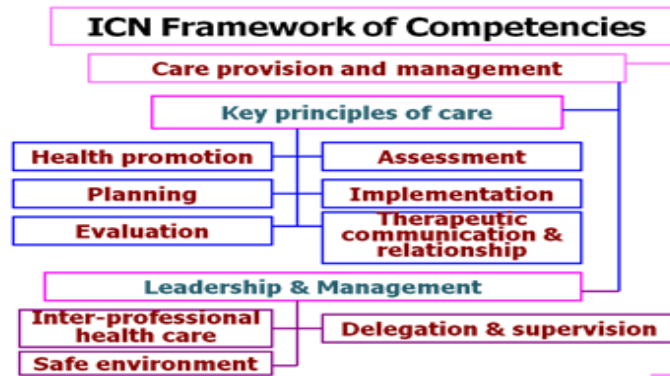 ICN Framework of Competencies
Care provision and management
Key principles of care
Health promotion
Assessment
Planning
Implementation
Evaluation
Therapeutic
communication &
relationship
Leadership & Management
Inter-professional
health care
Delegation & supervision
Safe environment